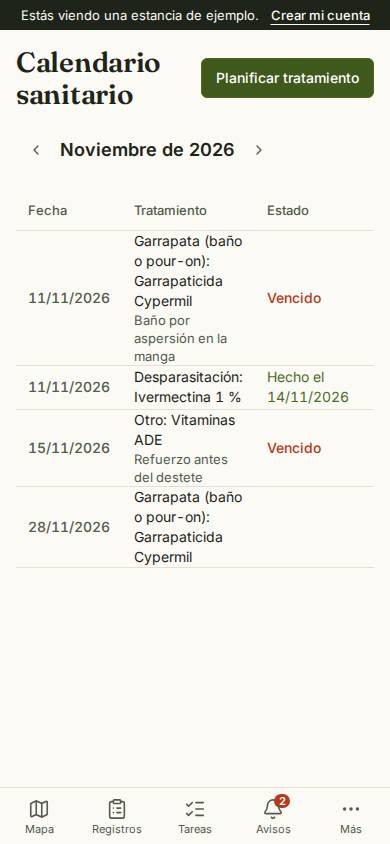 Estás viendo una estancia de ejemplo. Crear mi cuenta
Calendario
sanitario
Planificar tratamiento
Noviembre de 2026
Fecha Tratamiento Estado
Garrapata (baño
o pour-on):
Garrapaticida
Cypermil
Baño por
aspersión en la
manga
11/11/2026
Vencido
11/11/2026
Desparasitación:
Ivermectina 1 %
Hecho el
14/11/2026
15/11/2026
Otro: Vitaminas
ADE
Refuerzo antes
del destete
Vencido
28/11/2026
Garrapata (baño
o pour-on):
Garrapaticida
Cypermil
2
Mapa Registros Tareas Avisos Más